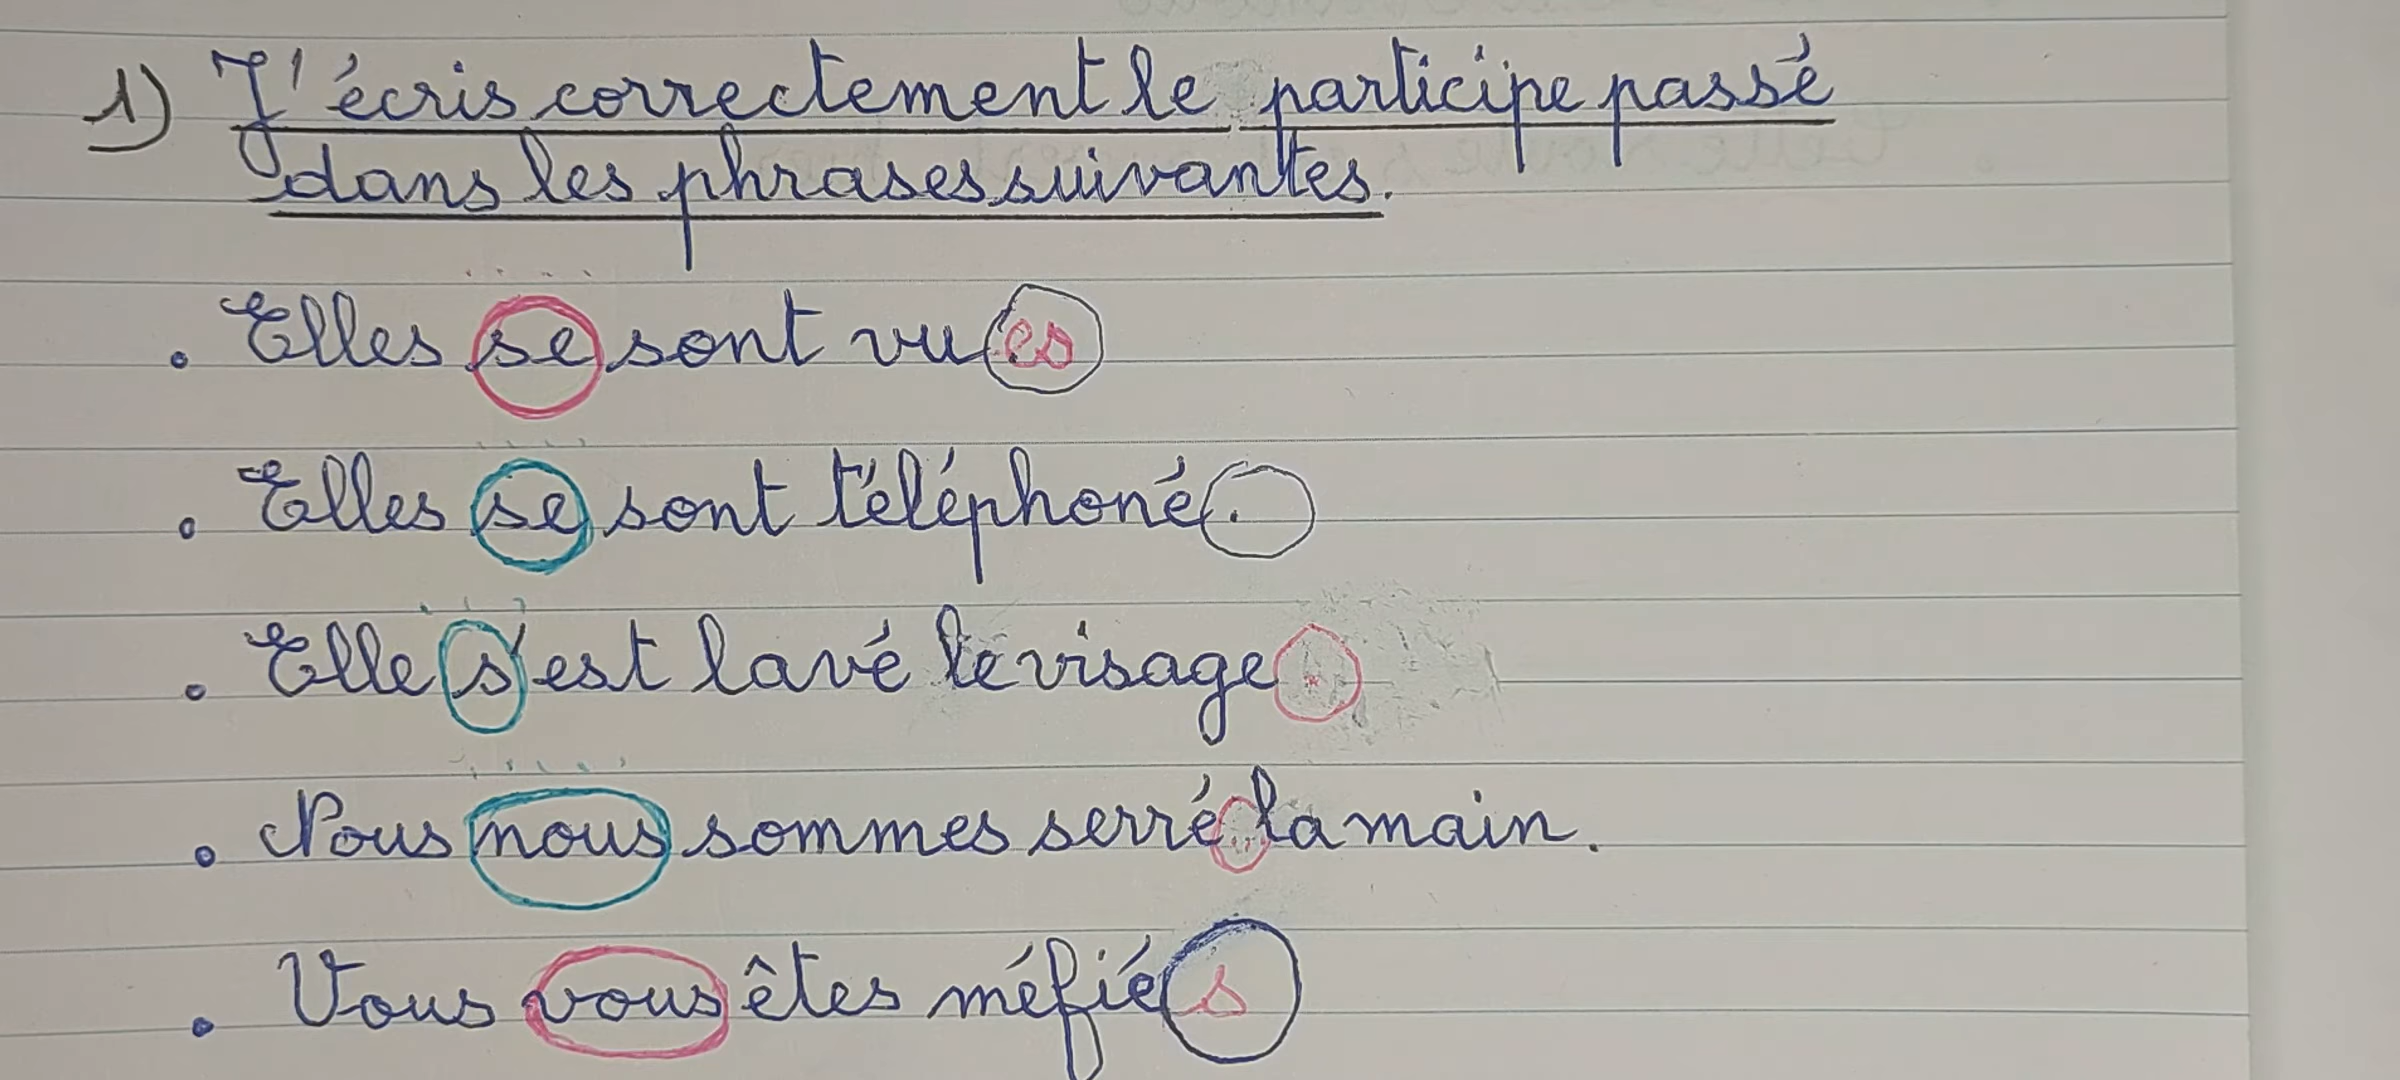 1) J'écris correctement le participe passé
dans les phrases suivantes.
. Elles se sont vues
. Elles se sont téléphoné.
. Elle s'est lavé le visage.
. Nous nous sommes serré la main.
. Vous vous êtes méfiés